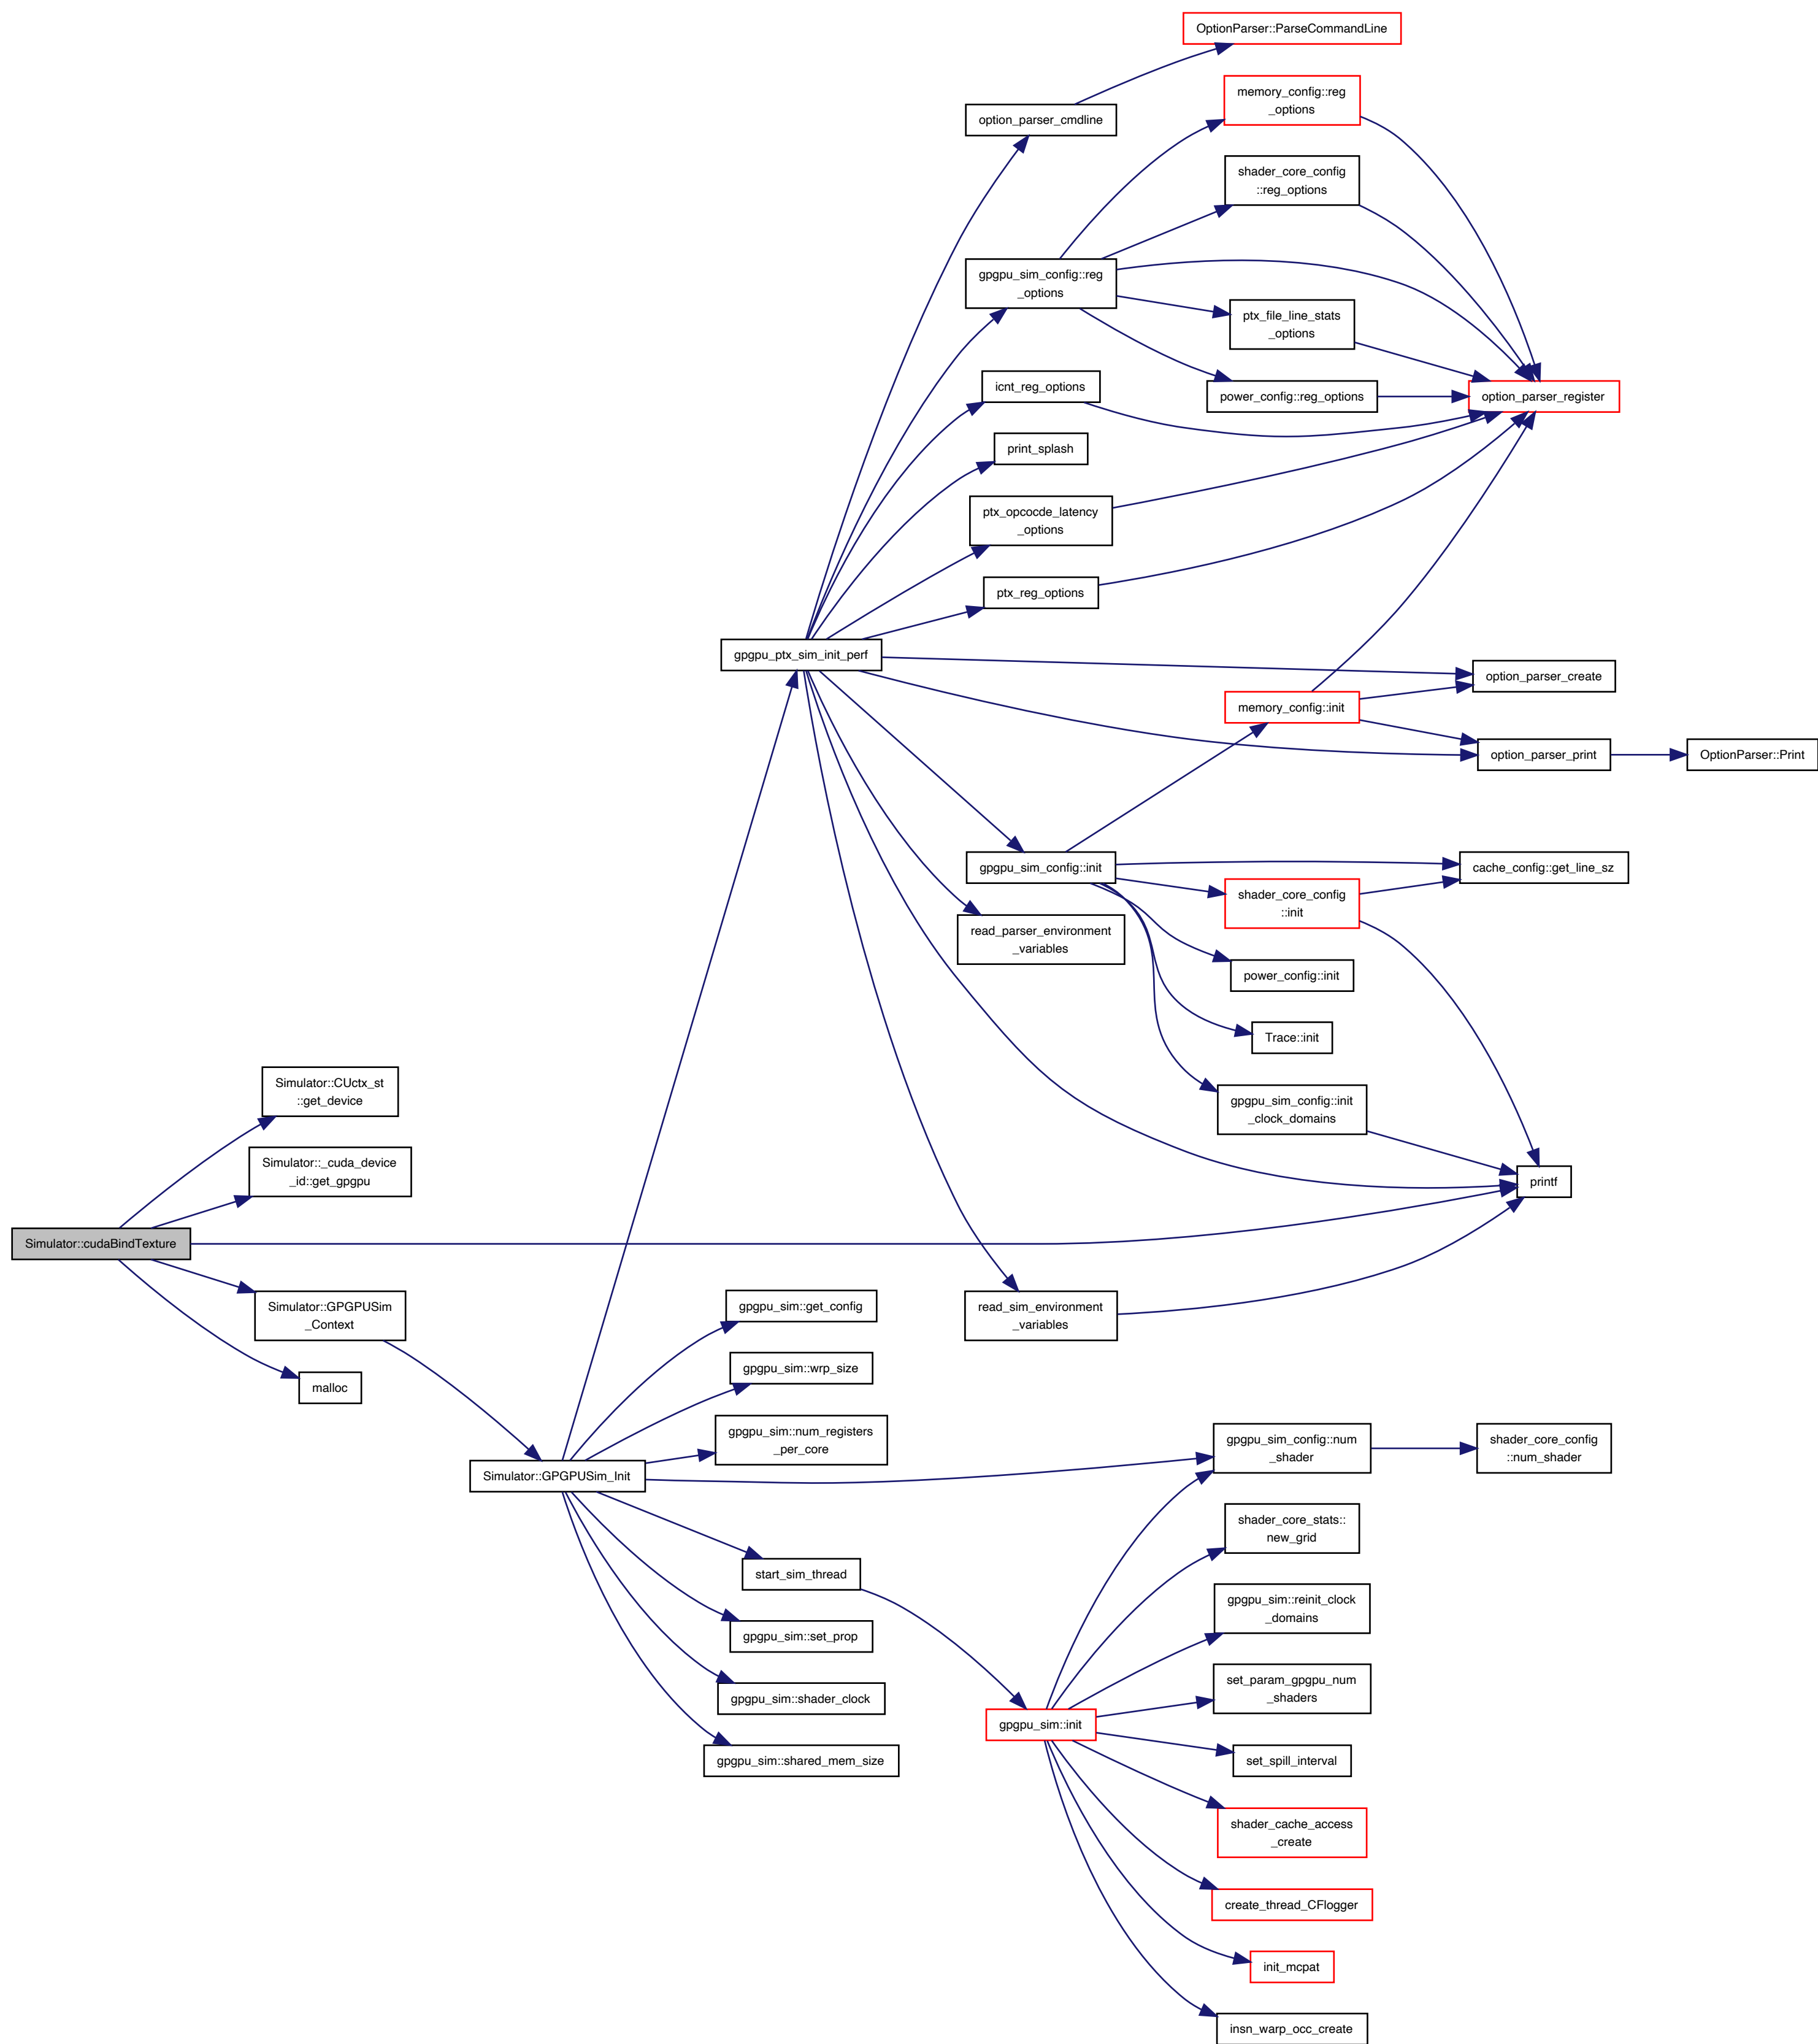 OptionParser::ParseCommandLine
memory_config::reg
_options
option_parser_cmdline
shader_core_config
::reg_options
gpgpu_sim_config::reg
_options
ptx_file_line_stats
_options
icnt_reg_options
power_config::reg_options
option_parser_register
print_splash
ptx_opcocde_latency
_options
ptx_reg_options
gpgpu_ptx_sim_init_perf
option_parser_create
memory_config::init
option_parser_print
OptionParser::Print
gpgpu_sim_config::init
cache_config::get_line_sz
shader_core_config
::init
read_parser_environment
_variables
power_config::init
Trace::init
Simulator::CUctx_st
::get_device
gpgpu_sim_config::init
_clock_domains
Simulator::_cuda_device
_id::get_gpgpu
printf
Simulator::cudaBindTexture
Simulator::GPGPUSim
_Context
gpgpu_sim::get_config
read_sim_environment
_variables
gpgpu_sim::wrp_size
malloc
gpgpu_sim::num_registers
_per_core
gpgpu_sim_config::num
_shader
shader_core_config
::num_shader
Simulator::GPGPUSim_Init
shader_core_stats::
new_grid
start_sim_thread
gpgpu_sim::reinit_clock
_domains
gpgpu_sim::set_prop
set_param_gpgpu_num
_shaders
gpgpu_sim::shader_clock
gpgpu_sim::init
gpgpu_sim::shared_mem_size
set_spill_interval
shader_cache_access
_create
create_thread_CFlogger
init_mcpat
insn_warp_occ_create